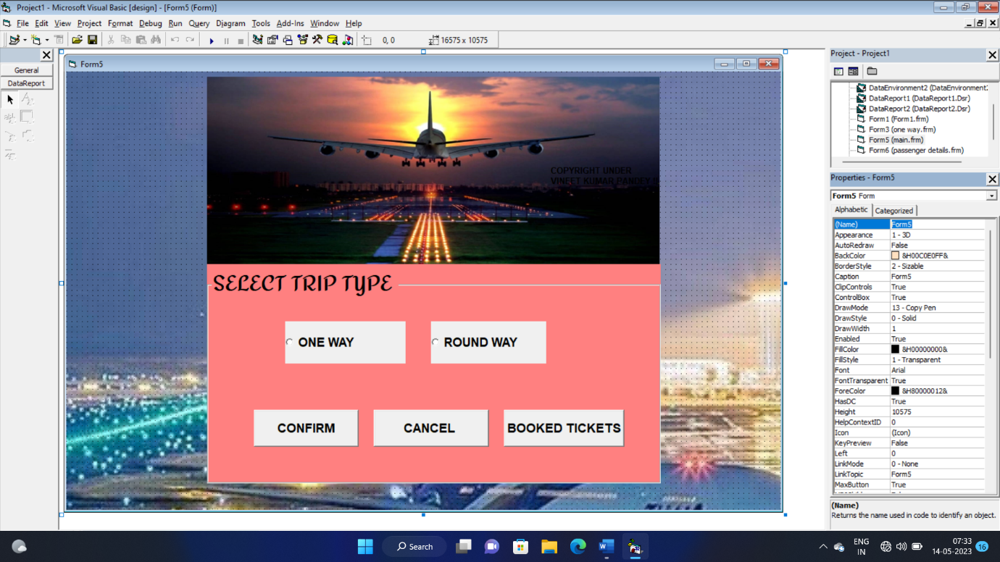 Project1 - Microsoft Visual Basic [design] - [Form5 (Form)]
File Edit View Project Format Debug Run Query Diagram Tools Add-Ins Window Help
0, 0 16575 x 10575
General
DataReport
Form5
COPYRIGHT UNDER
VINEET KUMAR PANDEY
SELECT TRIP TYPE
ONE WAY ROUND WAY
CONFIRM CANCEL BOOKED TICKETS
Project - Project1
DataEnvironment2 (DataEnvironment2
DataReport1 (DataReport1.Dsr)
DataReport2 (DataReport2.Dsr)
Form1 (Form1.frm)
Form3 (one way.frm)
Form5 (main.frm)
Form6 (passenger details.frm)
Properties - Form5
Form5 Form
Alphabetic Categorized
(Name) Form5
Appearance 1 - 3D
AutoRedraw False
BackColor &H00C0E0FF&
BorderStyle 2 - Sizable
Caption Form5
ClipControls True
ControlBox True
DrawMode 13 - Copy Pen
DrawStyle 0 - Solid
DrawWidth 1
Enabled True
FillColor &H00000000&
FillStyle 1 - Transparent
Font Arial
FontTransparent True
ForeColor &H80000012&
HasDC True
Height 10575
HelpContextID 0
Icon (Icon)
KeyPreview False
Left 0
LinkMode 0 - None
LinkTopic Form5
MaxButton True
(Name)
Returns the name used in code to identify an object.
Search
ENG
IN
07:33
14-05-2023
16